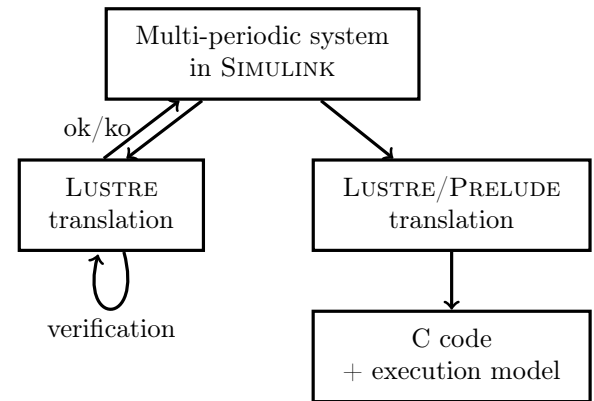 Multi-periodic system
in SIMULINK
ok/ko
LUSTRE
translation
LUSTRE/PRELUDE
translation
verification
C code
+ execution model